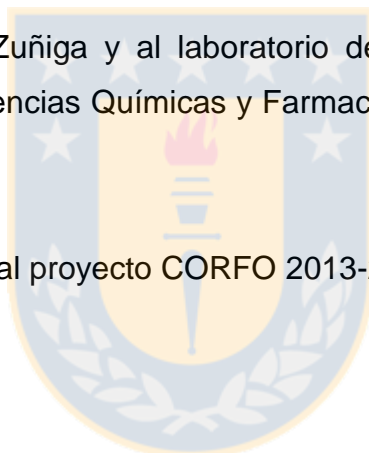 Zuñiga y al laboratorio de
encias Químicas y Farmac
al proyecto CORFO 2013-